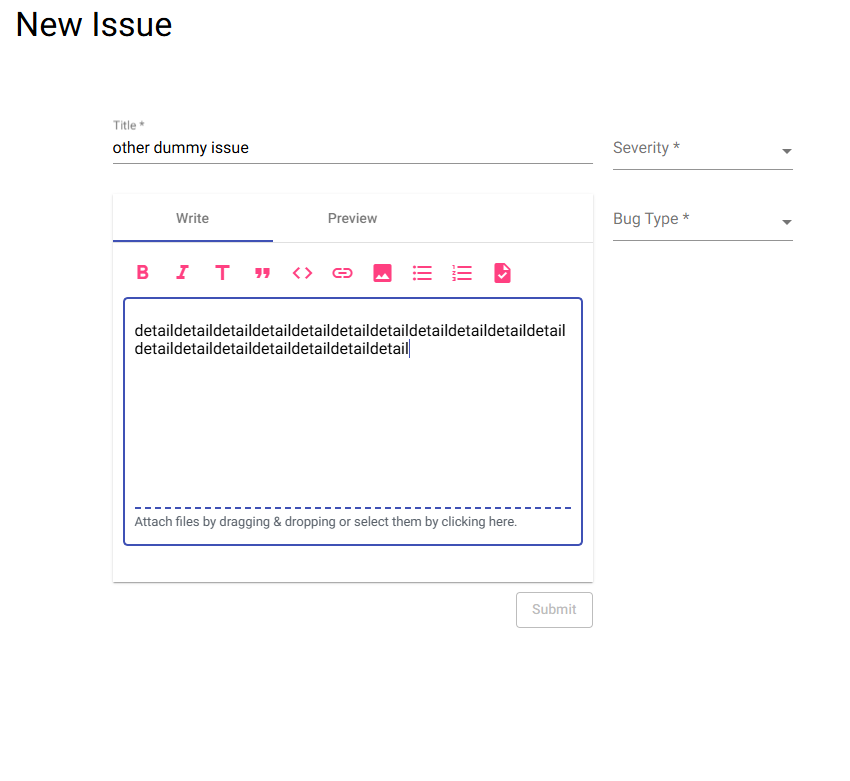 New Issue
Title *
other dummy issue
Severity *
Write
Preview
Bug Type *
detaildetaildetaildetaildetaildetaildetaildetaildetaildetaildetail
detaildetaildetaildetaildetaildetaildetail
Attach files by dragging & dropping or select them by clicking here.
Submit